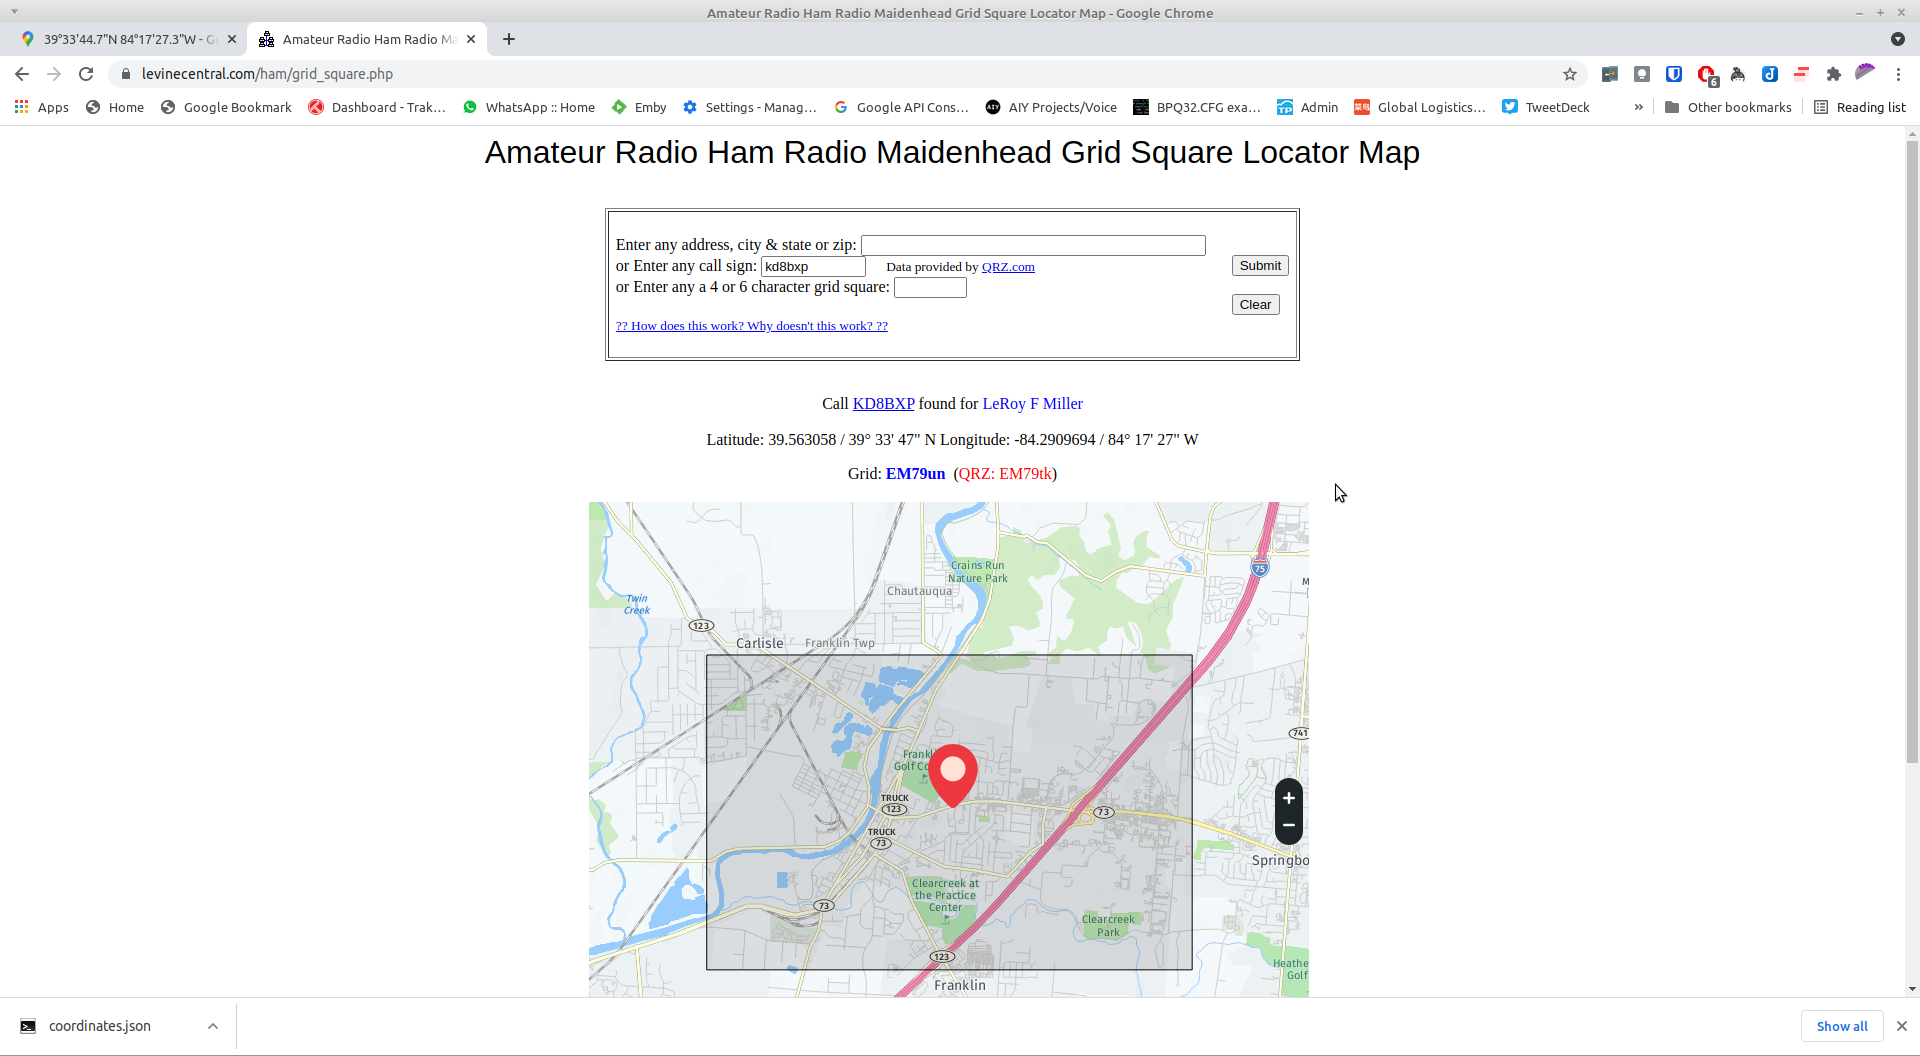 Amateur Radio Ham Radio Maidenhead Grid Square Locator Map - Google Chrome
39°33'44.7"N 84°17'27.3"W - G
Amateur Radio Ham Radio Ma
levinecentral.com/ham/grid_square.php
6
Apps
Home
Google Bookmark
Dashboard - Trak...
WhatsApp :: Home
Emby
Settings - Manag...
Google API Cons...
AIY Projects/Voice
BPQ32.CFG exa...
Admin
Global Logistics...
TweetDeck
»
Other bookmarks
Reading list
Amateur Radio Ham Radio Maidenhead Grid Square Locator Map
Enter any address, city & state or zip:
or Enter any call sign: kd8bxp Data provided by QRZ.com
or Enter any a 4 or 6 character grid square:
Submit
Clear
?? How does this work? Why doesn't this work? ??
Call KD8BXP found for LeRoy F Miller
Latitude: 39.563058 / 39° 33' 47" N Longitude: -84.2909694 / 84° 17' 27" W
Grid: EM79un (QRZ: EM79tk)
Crains Run
Nature Park
75
Chautauqua
Twin
Creek
123
Carlisle
Franklin Twp
741
Golf
TRUCK
123
73
TRUCK
73
+
−
Springbo
Clearcreek at
the Practice
Center
73
Clearcreek
Park
123
Heathe
Golf
Franklin
coordinates.json
Show all